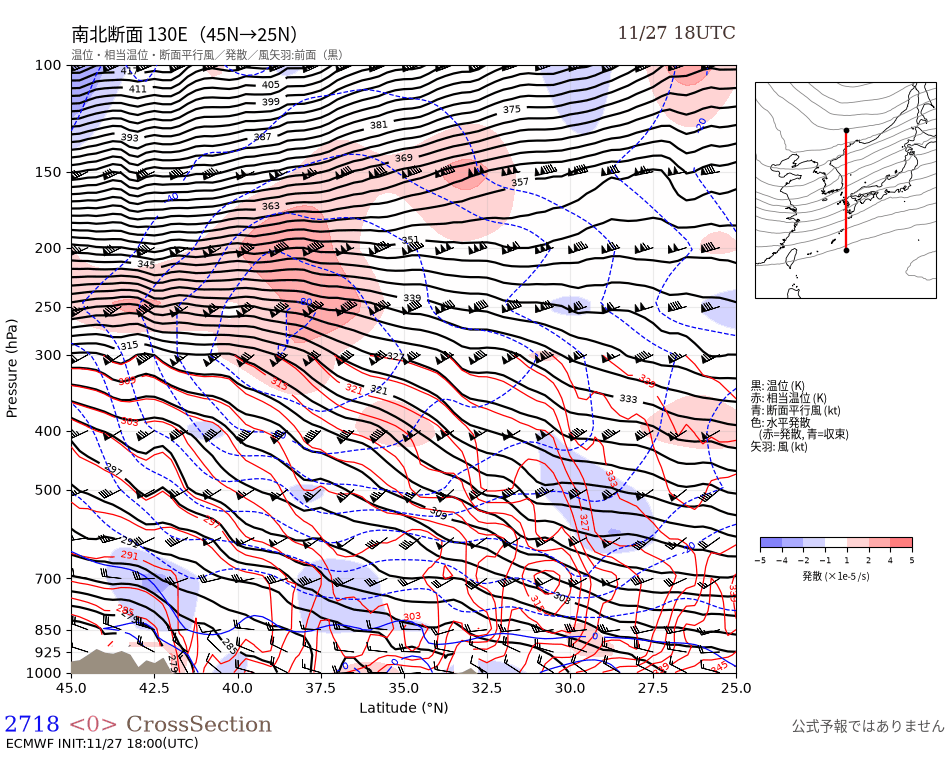 南北断面 130E（45N→25N）
11/27 18UTC
温位・相当温位・断面平行風／発散／風矢羽:前面（黒）
100
150
200
250
300
400
500
700
850
925
1000
Pressure (hPa)
45.0 42.5 40.0 37.5 35.0 32.5 30.0 27.5 25.0
Latitude (°N)
411
405
399
393
387
381
375
369
363
357
351
345
339
333
321
315
309
303
297
黒: 温位 (K)
赤: 相当温位 (K)
青: 断面平行風 (kt)
色: 水平発散
(赤=発散, 青=収束)
矢羽: 風 (kt)
−5 −4 −2 −1 1 2 4 5
発散 (×1e-5 /s)
2718 <0> CrossSection
公式予報ではありません
ECMWF INIT:11/27 18:00(UTC)